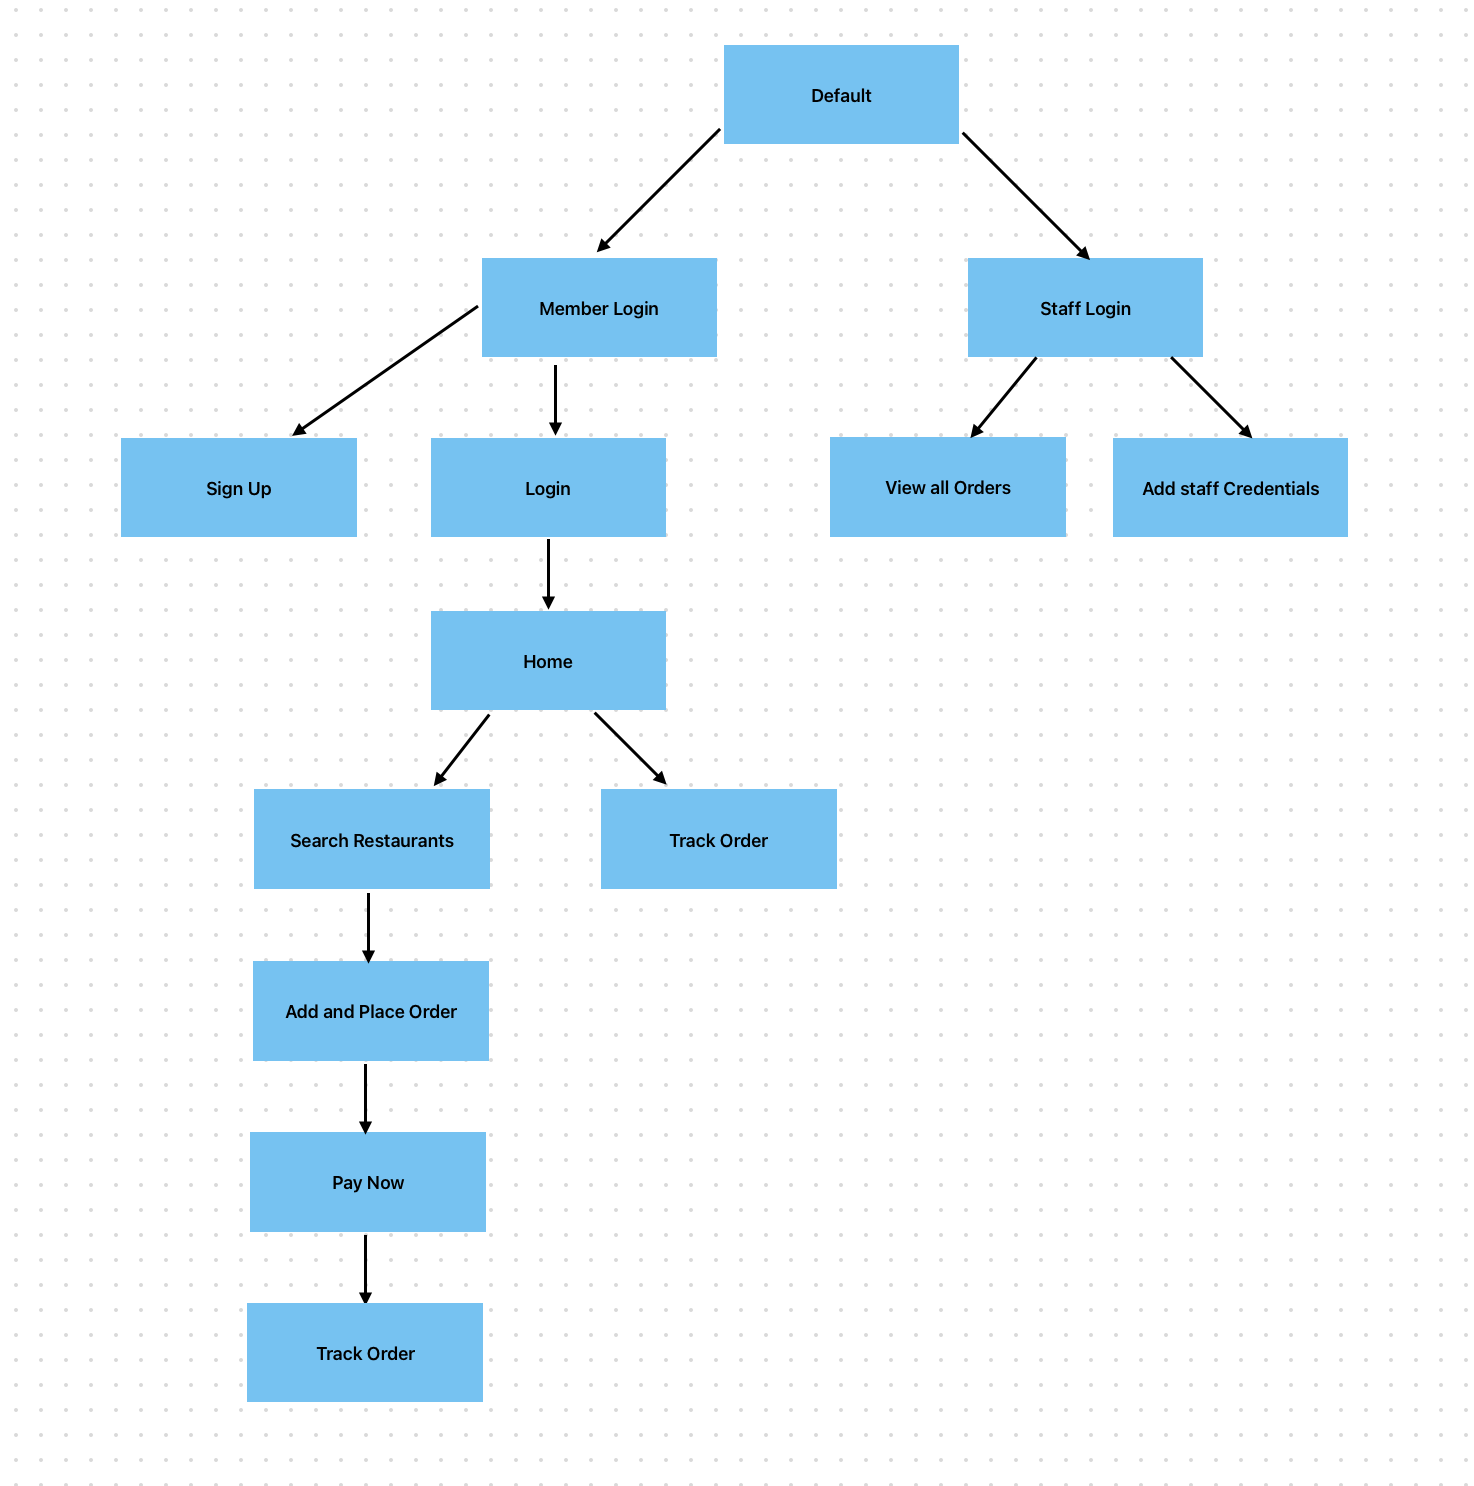 Default
Member Login
Staff Login
Sign Up
Login
View all Orders
Add staff Credentials
Home
Search Restaurants
Track Order
Add and Place Order
Pay Now
Track Order